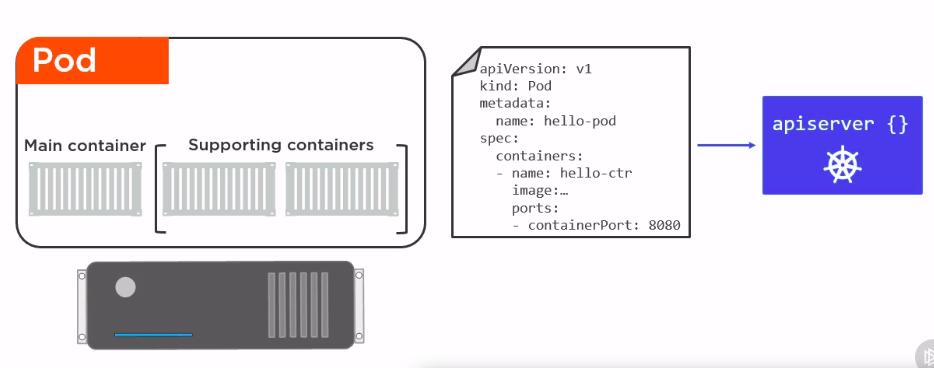 Pod
Main container
Supporting containers
apiVersion: v1
kind: Pod
metadata:
  name: hello-pod
spec:
  containers:
  - name: hello-ctr
    image:…
    ports:
    - containerPort: 8080
apiserver {}